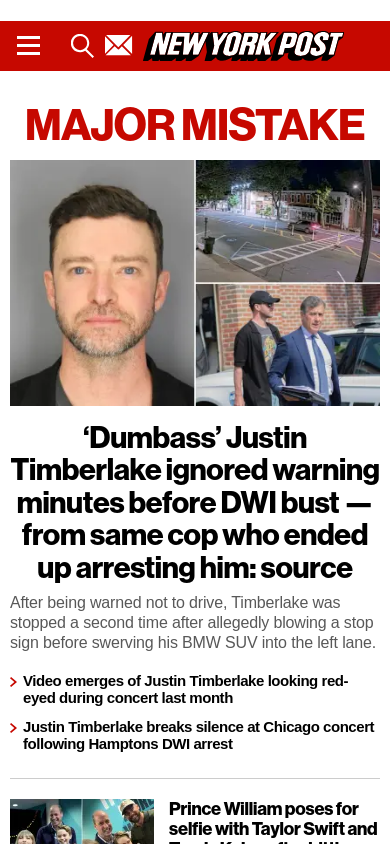 NEW YORK POST
MAJOR MISTAKE
‘Dumbass’ Justin
Timberlake ignored warning
minutes before DWI bust —
from same cop who ended
up arresting him: source
After being warned not to drive, Timberlake was
stopped a second time after allegedly blowing a stop
sign before swerving his BMW SUV into the left lane.
Video emerges of Justin Timberlake looking red-
eyed during concert last month
Justin Timberlake breaks silence at Chicago concert
following Hamptons DWI arrest
Prince William poses for
selfie with Taylor Swift and